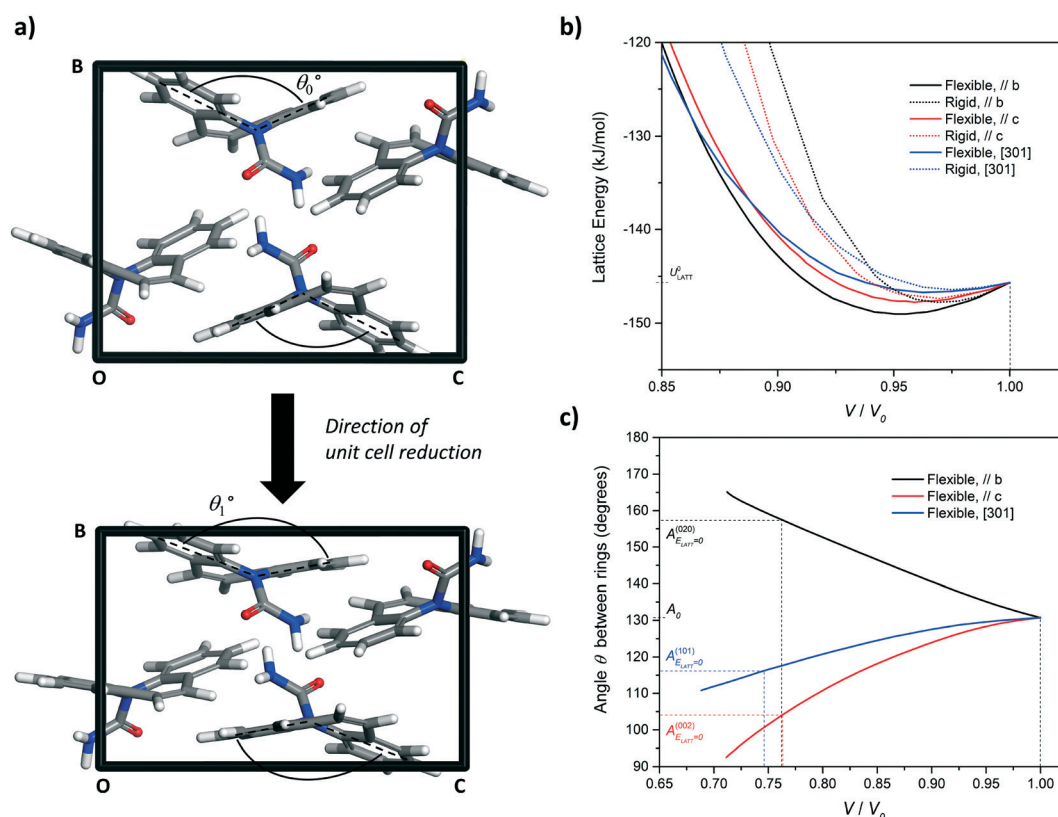 a)
B
θ₀°
O
C
Direction of
unit cell reduction
B
θ₁°
O
C
b)
Lattice Energy (kJ/mol)
-120
-130
-140
U⁰LATT
-150
Flexible, // b
Rigid, // b
Flexible, // c
Rigid, // c
Flexible, [301]
Rigid, [301]
0.85 0.90 0.95 1.00
V / V₀
c)
Angle θ between rings (degrees)
180
170
160
150
140
130
120
110
100
90
Flexible, // b
Flexible, // c
Flexible, [301]
A(020)ELATT=0
A₀
A(101)ELATT=0
A(002)ELATT=0
0.65 0.70 0.75 0.80 0.85 0.90 0.95 1.00
V / V₀